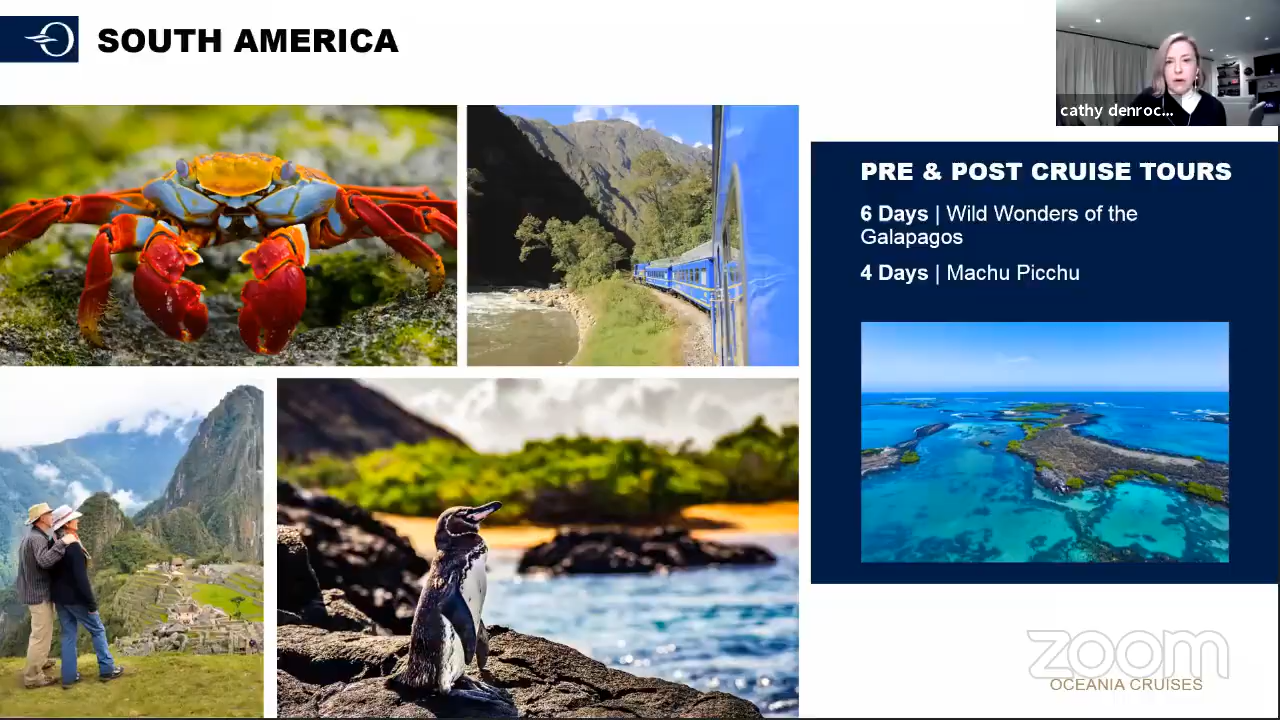 SOUTH AMERICA
cathy denroc...
PRE & POST CRUISE TOURS
6 Days | Wild Wonders of the
Galapagos
4 Days | Machu Picchu
zoom
OCEANIA CRUISES